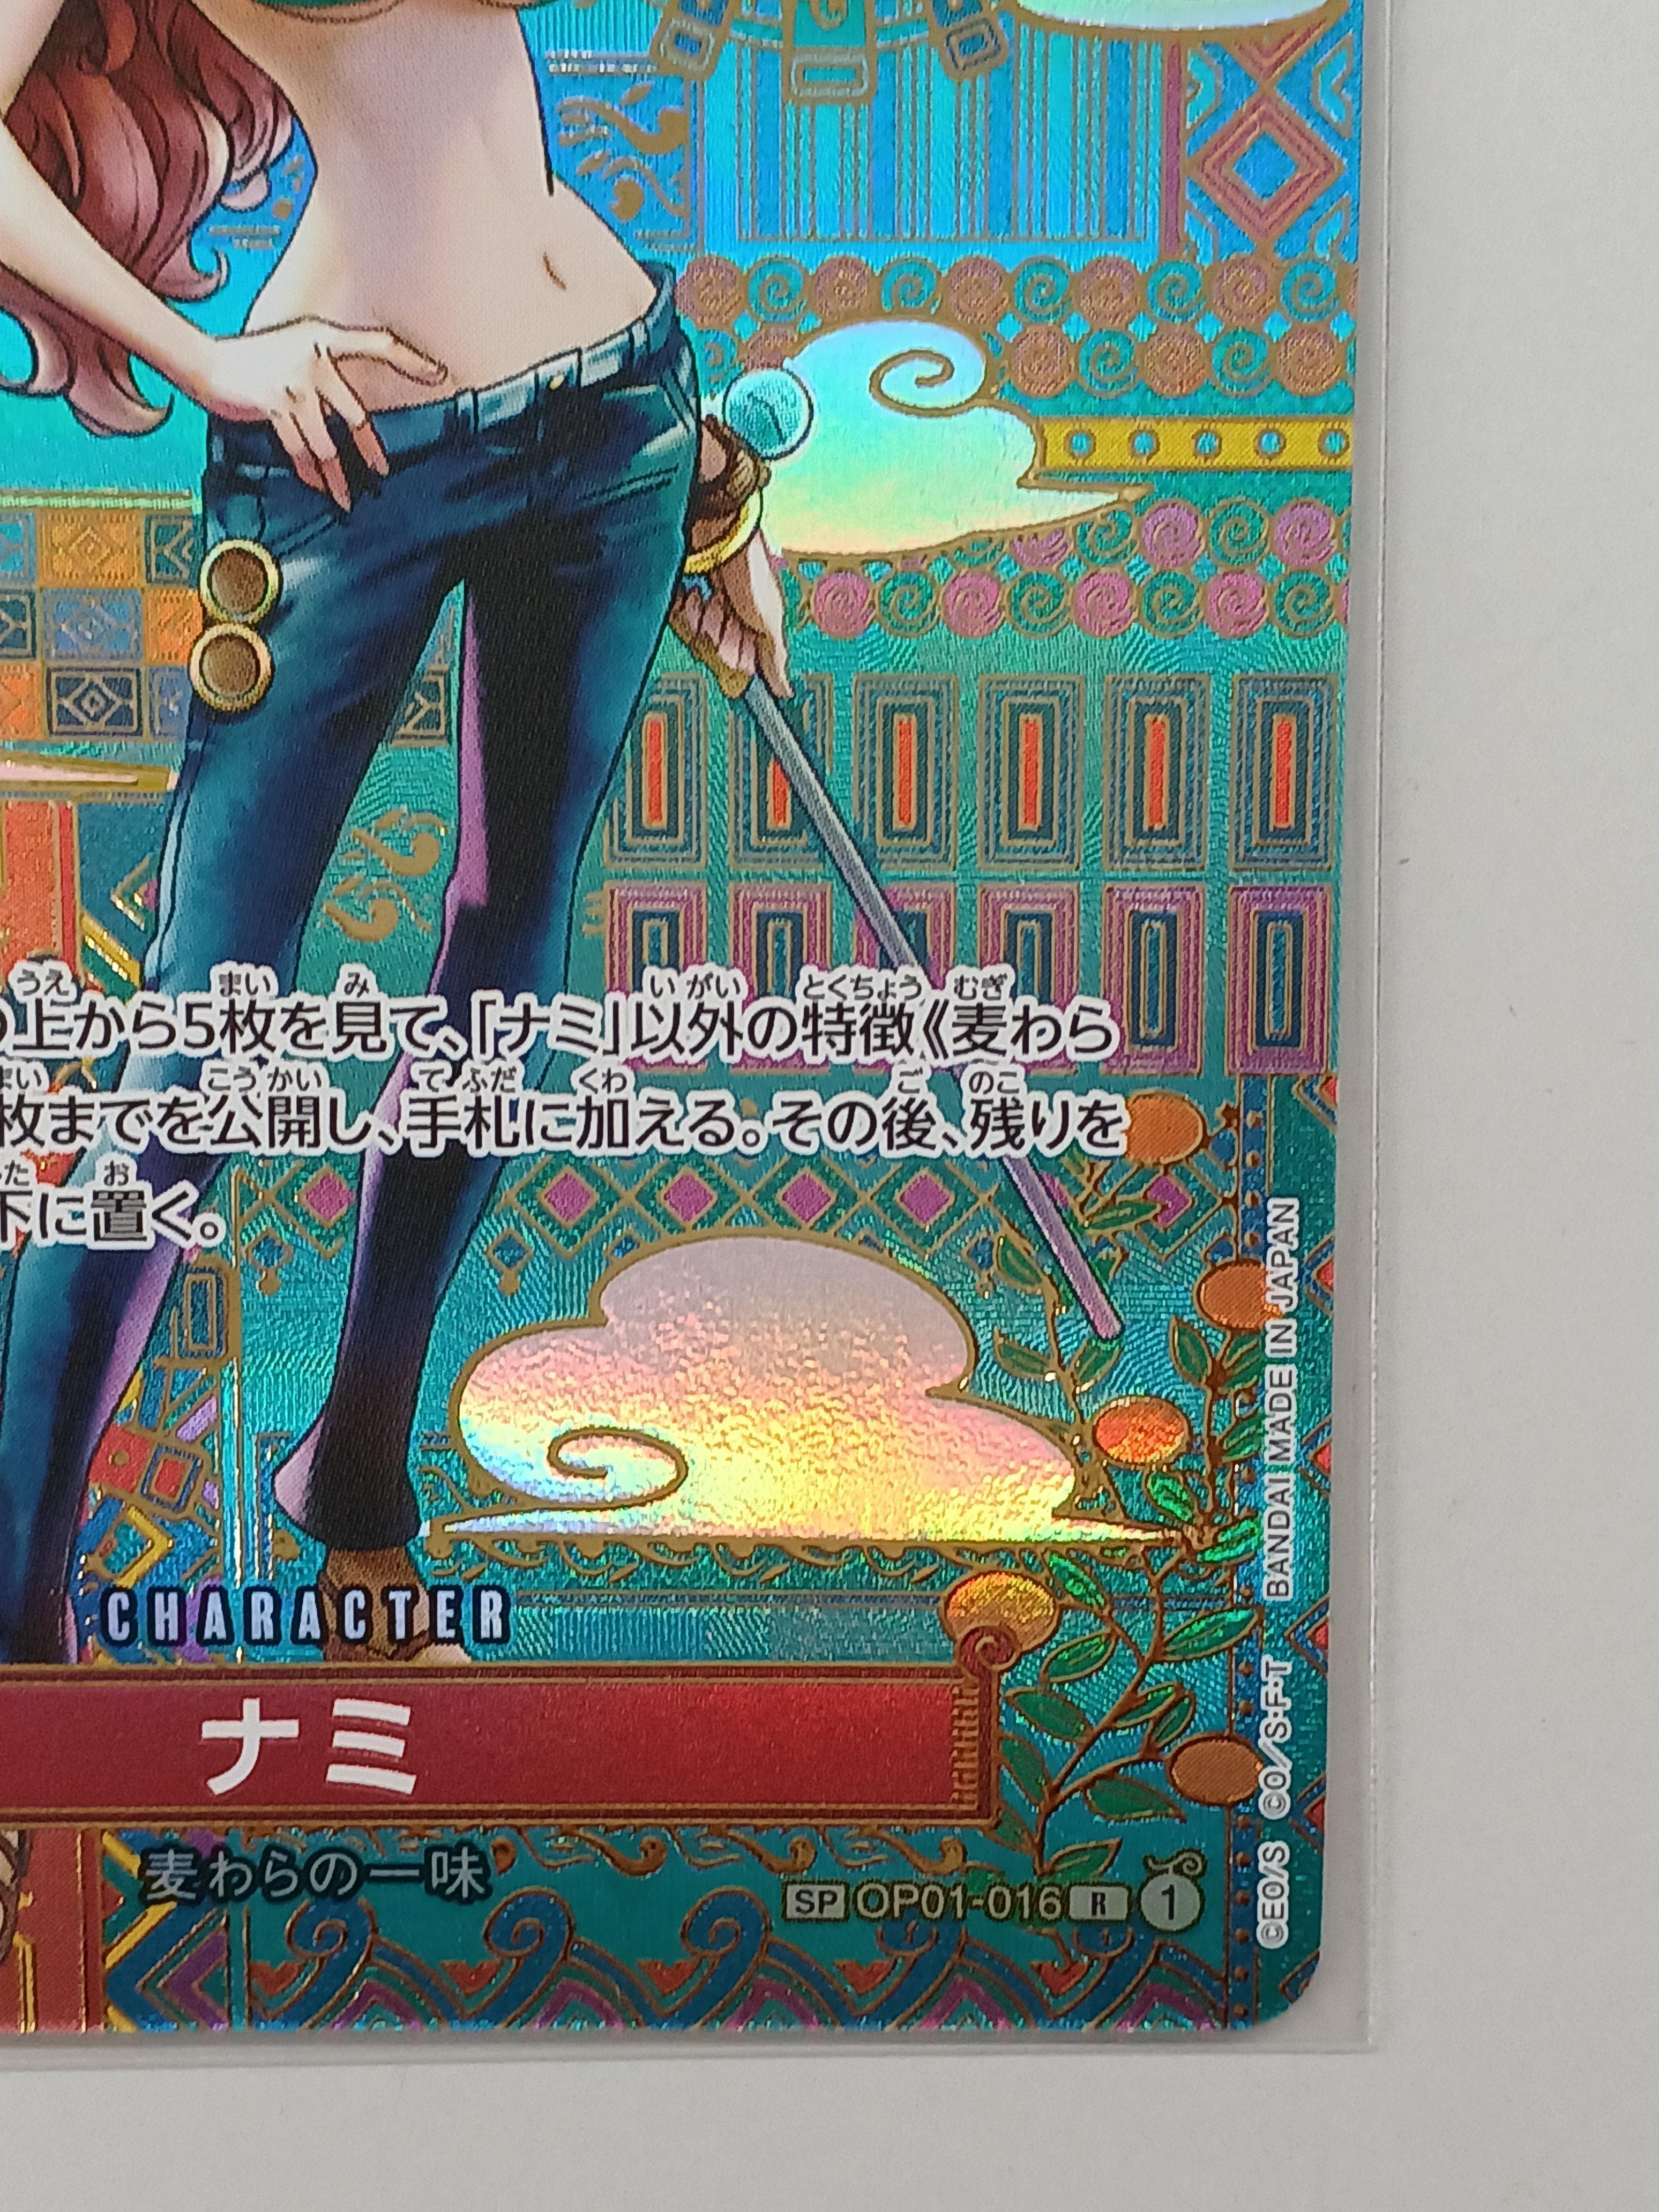 の上から5枚を見て、「ナミ」以外の特徴《麦わら
枚までを公開し、手札に加える。その後、残りを
下に置く。
CHARACTER
ナミ
麦わらの一味
SP OP01-016 R 1
©EO/S ©O/S・F・T BANDAI MADE IN JAPAN